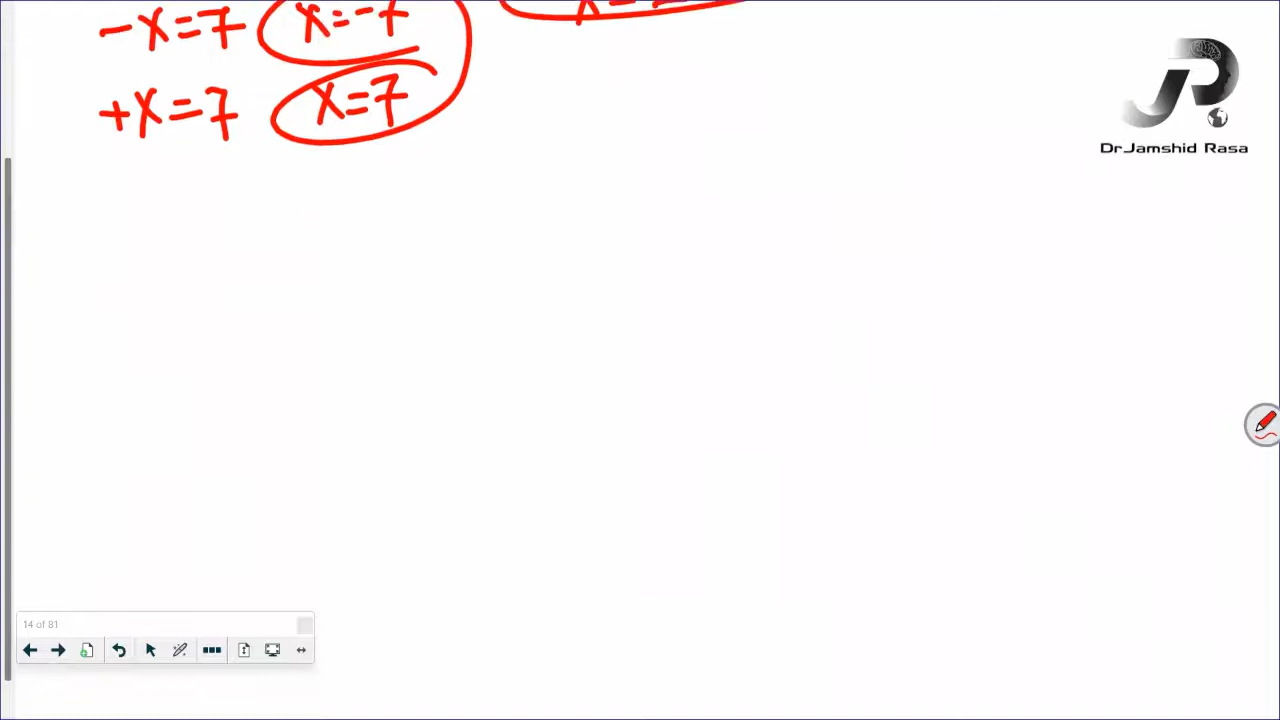 -x=7 x=-7
+x=7 x=7
DrJamshid Rasa
14 of 81